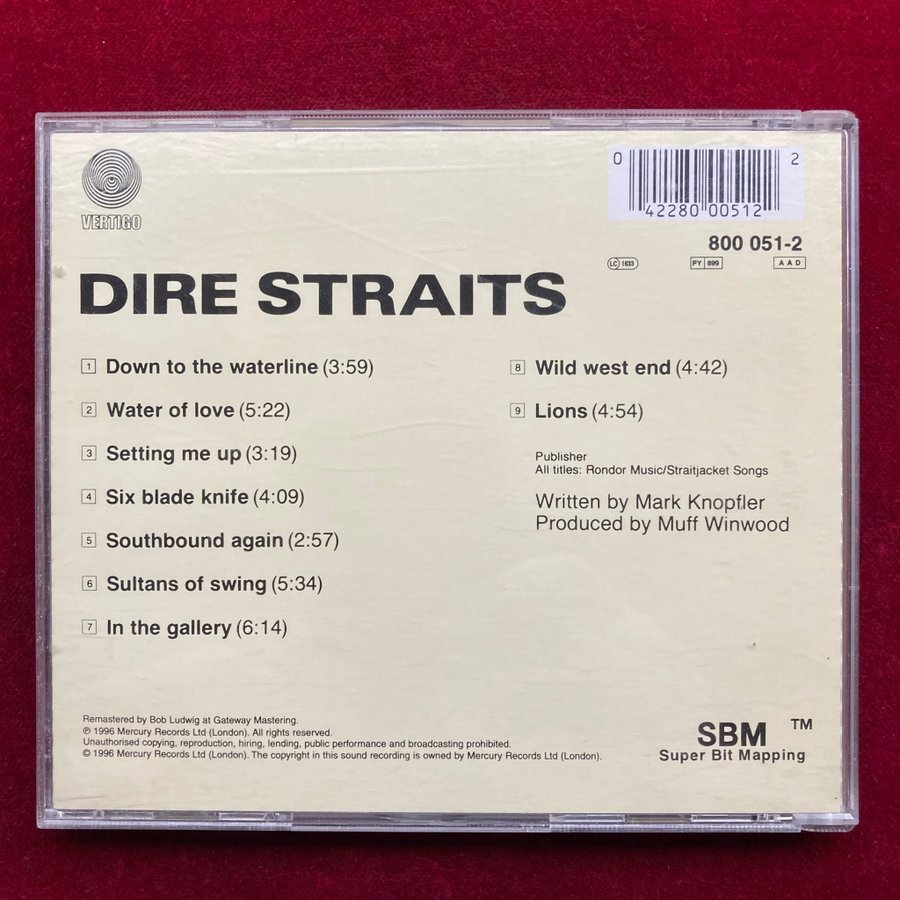 VERTIGO
0 42280 00512 2
800 051-2
LC 1633 PY 899 AAD
DIRE STRAITS
1 Down to the waterline (3:59)
2 Water of love (5:22)
3 Setting me up (3:19)
4 Six blade knife (4:09)
5 Southbound again (2:57)
6 Sultans of swing (5:34)
7 In the gallery (6:14)
8 Wild west end (4:42)
9 Lions (4:54)
Publisher
All titles: Rondor Music/Straitjacket Songs
Written by Mark Knopfler
Produced by Muff Winwood
Remastered by Bob Ludwig at Gateway Mastering.
℗ 1996 Mercury Records Ltd (London). All rights reserved.
Unauthorised copying, reproduction, hiring, lending, public performance and broadcasting prohibited.
© 1996 Mercury Records Ltd (London). The copyright in this sound recording is owned by Mercury Records Ltd (London).
SBM ™
Super Bit Mapping